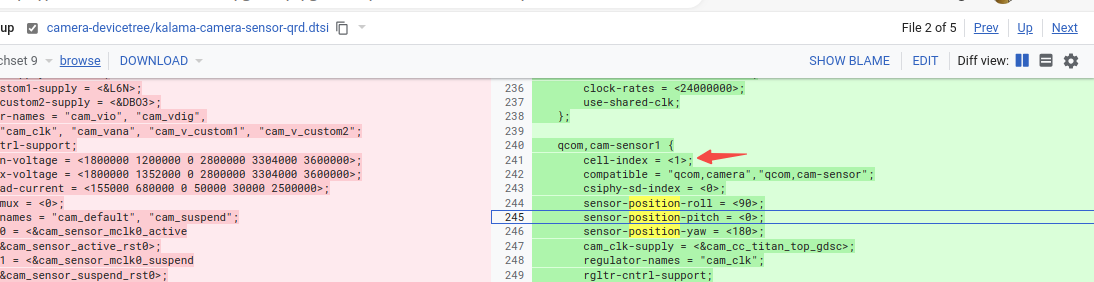 up camera-devicetree/kalama-camera-sensor-qrd.dtsi File 2 of 5 Prev Up Next
chset 9 browse DOWNLOAD SHOW BLAME EDIT Diff view:
stom1-supply = <&L6N>;
custom2-supply = <&DBO3>;
r-names = "cam_vio", "cam_vdig",
"cam_clk", "cam_vana", "cam_v_custom1", "cam_v_custom2";
trl-support;
n-voltage = <1800000 1200000 0 2800000 3304000 3600000>;
x-voltage = <1800000 1352000 0 2800000 3304000 3600000>;
ad-current = <155000 680000 0 50000 30000 2500000>;
mux = <0>;
names = "cam_default", "cam_suspend";
0 = <&cam_sensor_mclk0_active
&cam_sensor_active_rst0>;
1 = <&cam_sensor_mclk0_suspend
&cam_sensor_suspend_rst0>;
236 clock-rates = <24000000>;
237 use-shared-clk;
238 };
239
240 qcom,cam-sensor1 {
241 cell-index = <1>;
242 compatible = "qcom,camera","qcom,cam-sensor";
243 csiphy-sd-index = <0>;
244 sensor-position-roll = <90>;
245 sensor-position-pitch = <0>;
246 sensor-position-yaw = <180>;
247 cam_clk-supply = <&cam_cc_titan_top_gdsc>;
248 regulator-names = "cam_clk";
249 rgltr-cntrl-support;